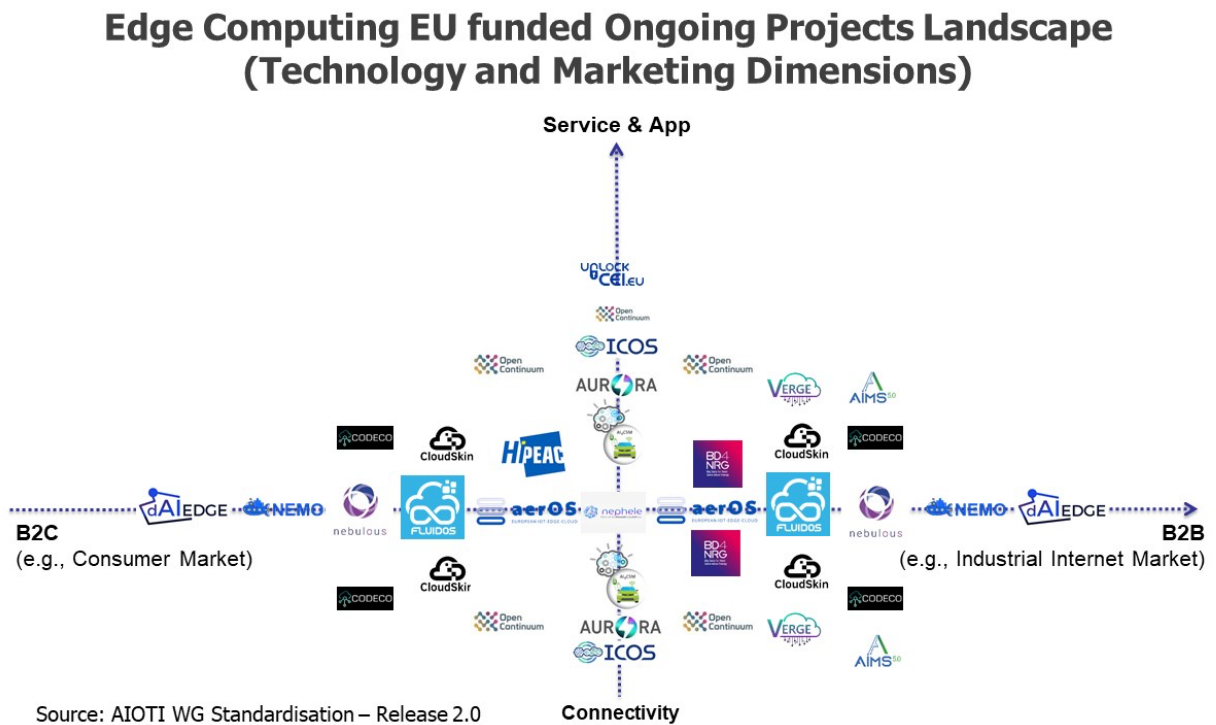 Edge Computing EU funded Ongoing Projects Landscape
(Technology and Marketing Dimensions)
Service & App
UNLOCK
CEI.EU
Open
Continuum
ICOS
Open
Continuum
Open
Continuum
AURORA
VERGE
AIMS 5.0
CODECO
CloudSkin
HiPEAC
BD4
NRG
CloudSkin
CODECO
dAIEDGE
NEMO
nebulous
FLUIDOS
aerOS
EUROPEAN IOT-EDGE CLOUD
nephele
aerOS
EUROPEAN IOT-EDGE CLOUD
FLUIDOS
nebulous
NEMO
dAIEDGE
B2C
(e.g., Consumer Market)
B2B
(e.g., Industrial Internet Market)
BD4
NRG
CODECO
CloudSkir
CloudSkin
CODECO
Open
Continuum
AURORA
Open
Continuum
VERGE
ICOS
AIMS 5.0
Source: AIOTI WG Standardisation – Release 2.0
Connectivity